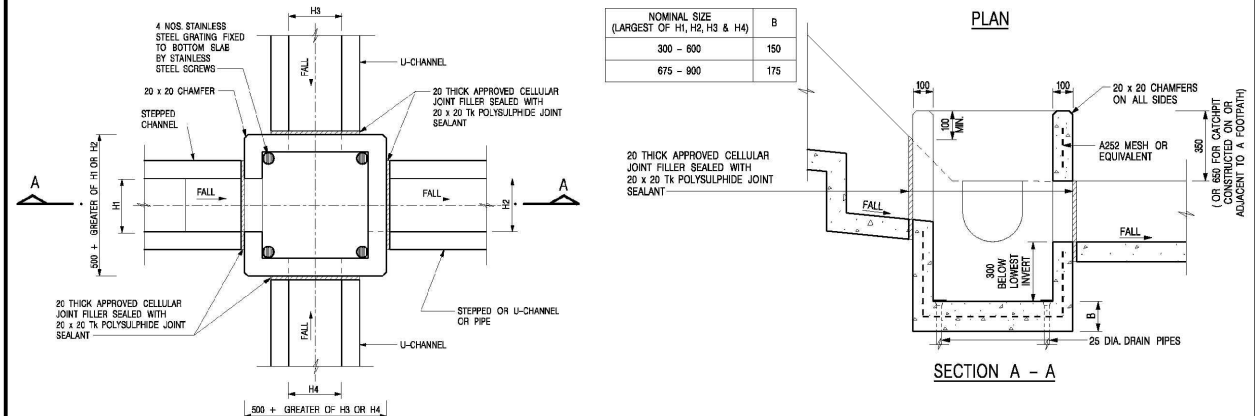 H3
4 NOS. STAINLESS
STEEL GRATING FIXED
TO BOTTOM SLAB
BY STAINLESS
STEEL SCREWS
20 x 20 CHAMFER
STEPPED
CHANNEL
FALL
U-CHANNEL
20 THICK APPROVED CELLULAR
JOINT FILLER SEALED WITH
20 x 20 Tk POLYSULPHIDE JOINT
SEALANT
A
500 + GREATER OF H1 OR H2
H1
FALL
FALL
H2
A
20 THICK APPROVED CELLULAR
JOINT FILLER SEALED WITH
20 x 20 Tk POLYSULPHIDE JOINT
SEALANT
FALL
STEPPED OR U-CHANNEL
OR PIPE
U-CHANNEL
H4
500 + GREATER OF H3 OR H4
NOMINAL SIZE
(LARGEST OF H1, H2, H3 & H4)
B
300 - 600
150
675 - 900
175
PLAN
100
100
20 x 20 CHAMFERS
ON ALL SIDES
100
MIN.
A252 MESH OR
EQUIVALENT
350
(OR 650 FOR CATCHPIT
CONSTRUCTED ON OR
ADJACENT TO A FOOTPATH)
20 THICK APPROVED CELLULAR
JOINT FILLER SEALED WITH
20 x 20 Tk POLYSULPHIDE JOINT
SEALANT
FALL
FALL
300
BELOW
LOWEST
INVERT
B
25 DIA. DRAIN PIPES
SECTION A - A